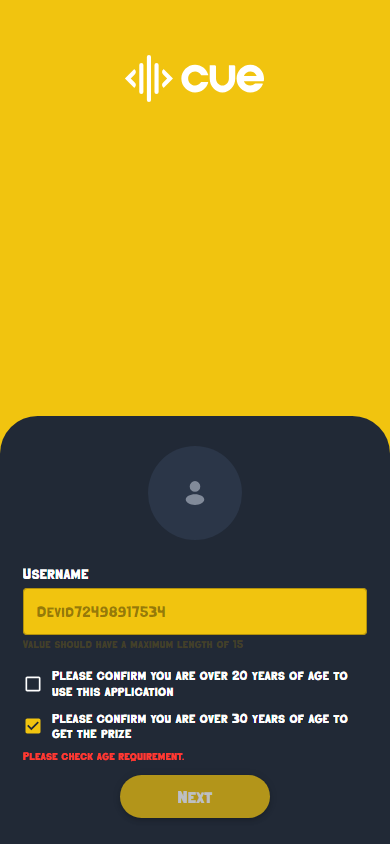 cue
Username
Devid72498917534
Value should have a maximum length of 15
Please confirm you are over 20 years of age to
use this application
Please confirm you are over 30 years of age to
get the prize
Please check age requirement.
Next